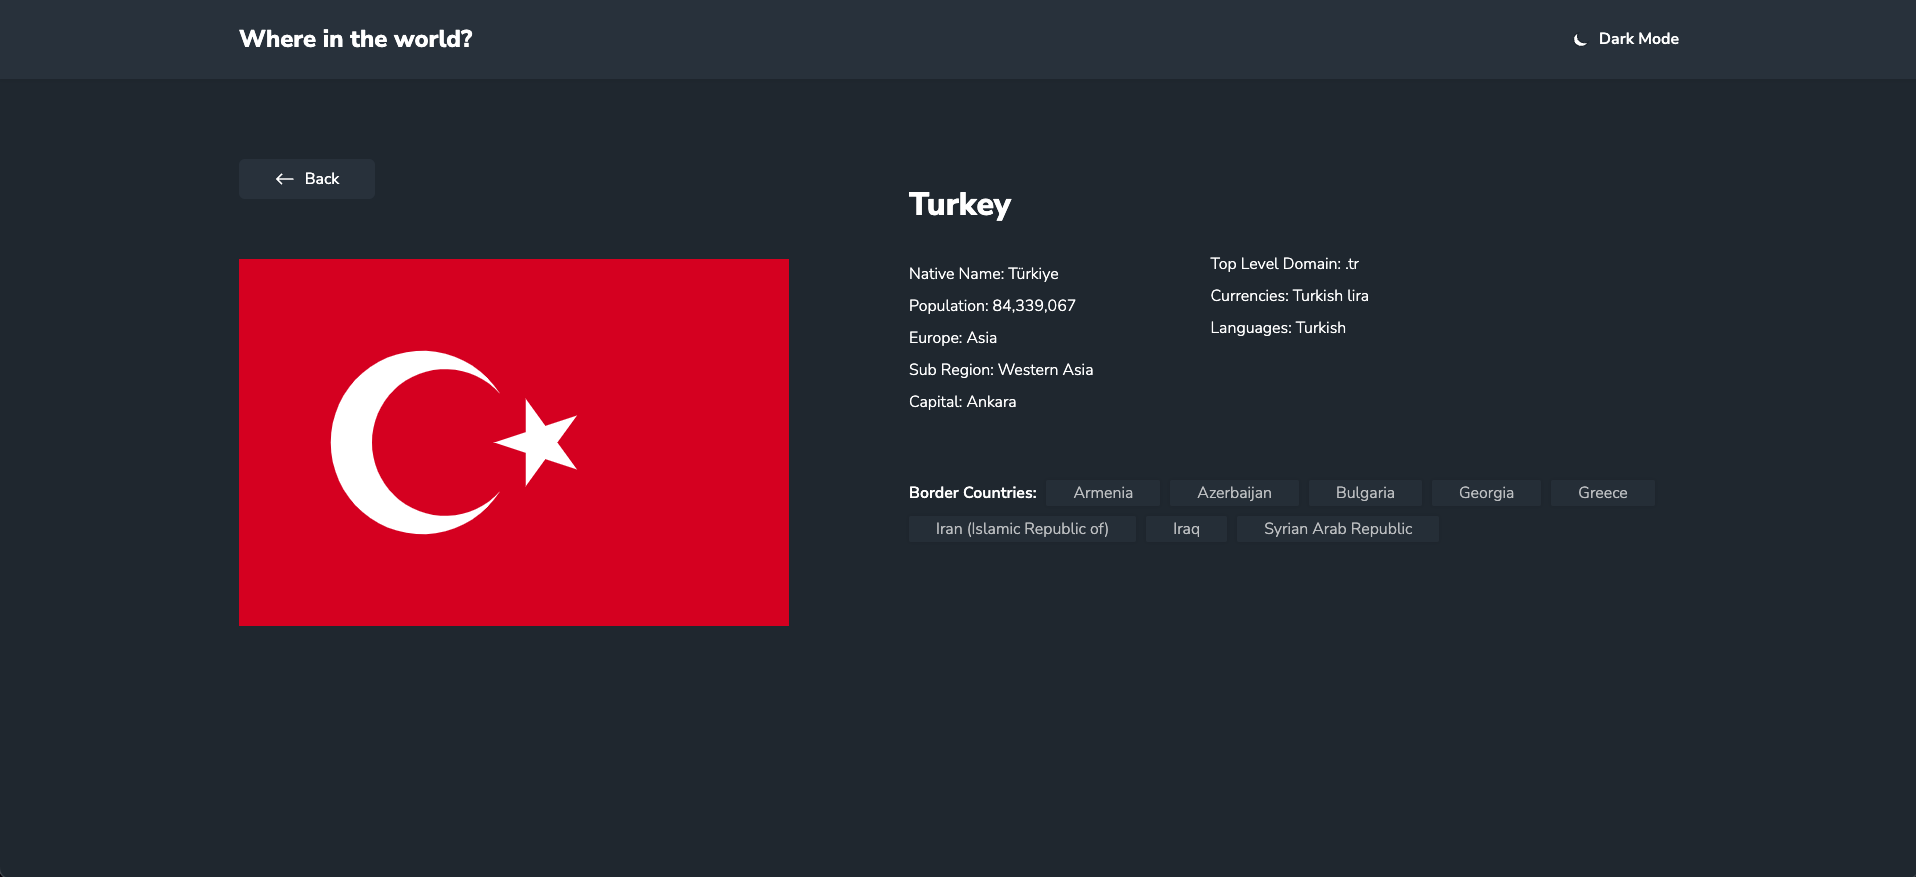 Where in the world?
Dark Mode
Back
Turkey
Native Name: Türkiye
Population: 84,339,067
Europe: Asia
Sub Region: Western Asia
Capital: Ankara
Top Level Domain: .tr
Currencies: Turkish lira
Languages: Turkish
Border Countries: Armenia Azerbaijan Bulgaria Georgia Greece
Iran (Islamic Republic of) Iraq Syrian Arab Republic